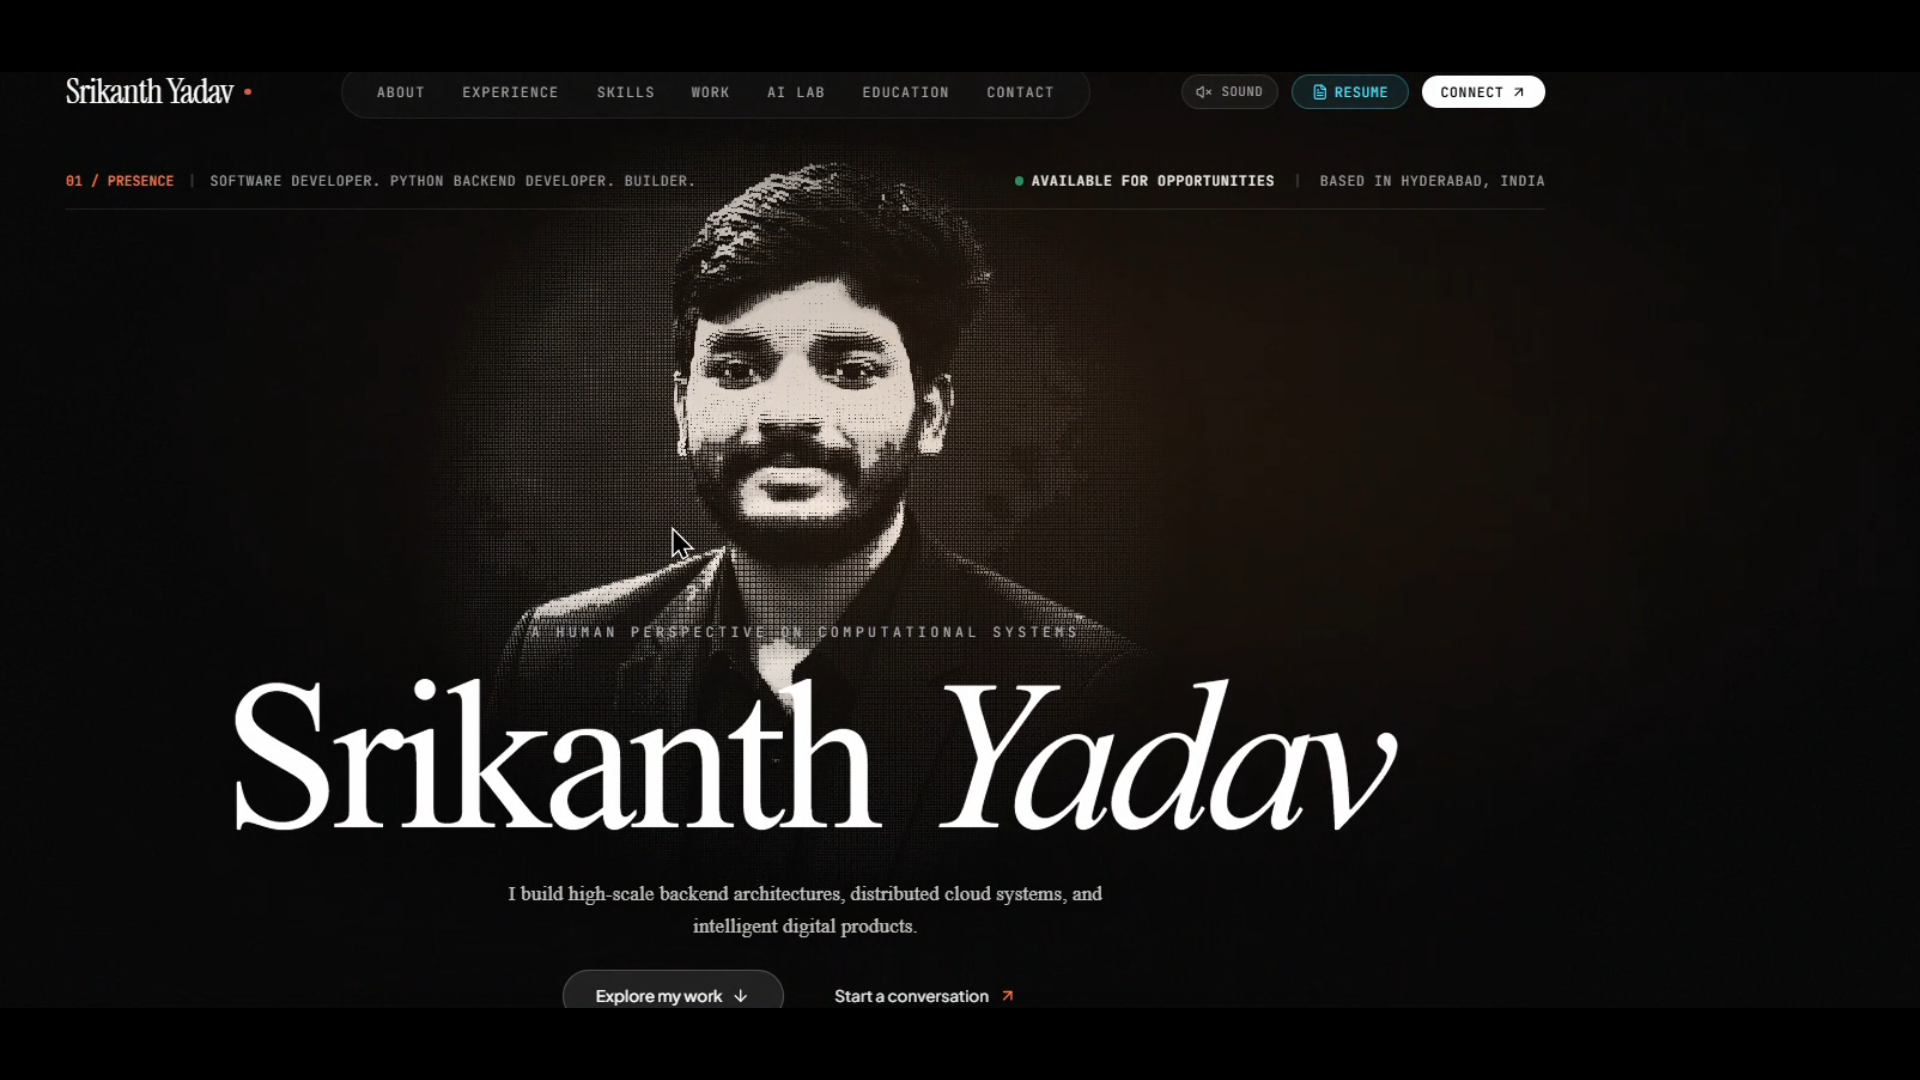 Srikanth Yadav
ABOUT EXPERIENCE SKILLS WORK AI LAB EDUCATION CONTACT
SOUND RESUME CONNECT ↗
01 / PRESENCE | SOFTWARE DEVELOPER. PYTHON BACKEND DEVELOPER. BUILDER.
AVAILABLE FOR OPPORTUNITIES | BASED IN HYDERABAD, INDIA
A HUMAN PERSPECTIVE ON COMPUTATIONAL SYSTEMS
Srikanth Yadav
I build high-scale backend architectures, distributed cloud systems, and
intelligent digital products.
Explore my work ↓ Start a conversation ↗